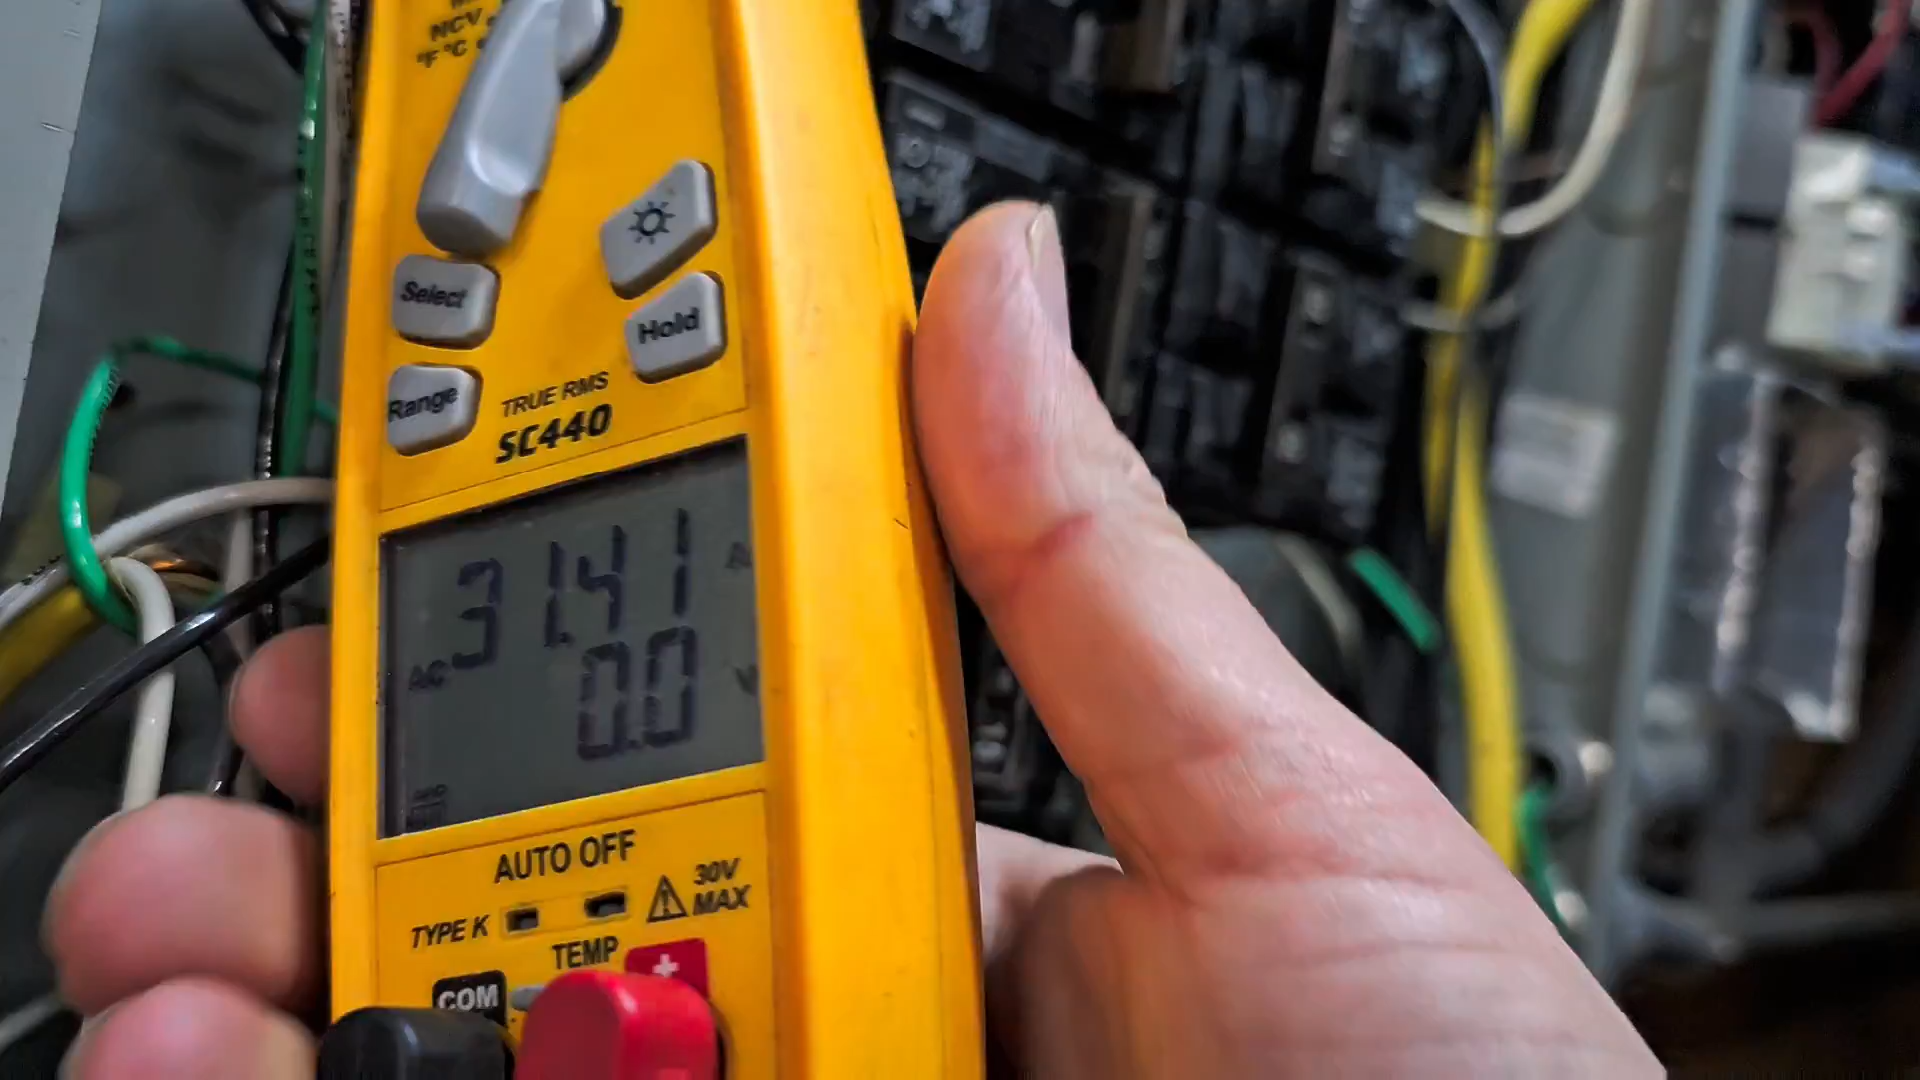 NCV
°F °C
Select
Hold
Range
TRUE RMS
SC440
31.41
AC
0.0
AUTO OFF
TYPE K
30V
MAX
TEMP
+
COM